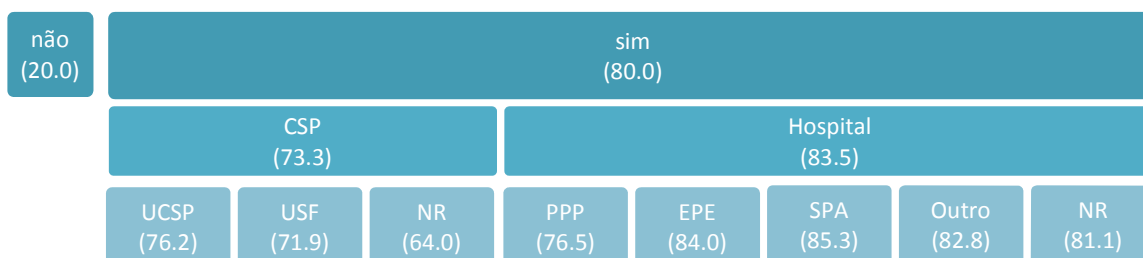 não
(20.0)
sim
(80.0)
CSP
(73.3)
Hospital
(83.5)
UCSP
(76.2)
USF
(71.9)
NR
(64.0)
PPP
(76.5)
EPE
(84.0)
SPA
(85.3)
Outro
(82.8)
NR
(81.1)